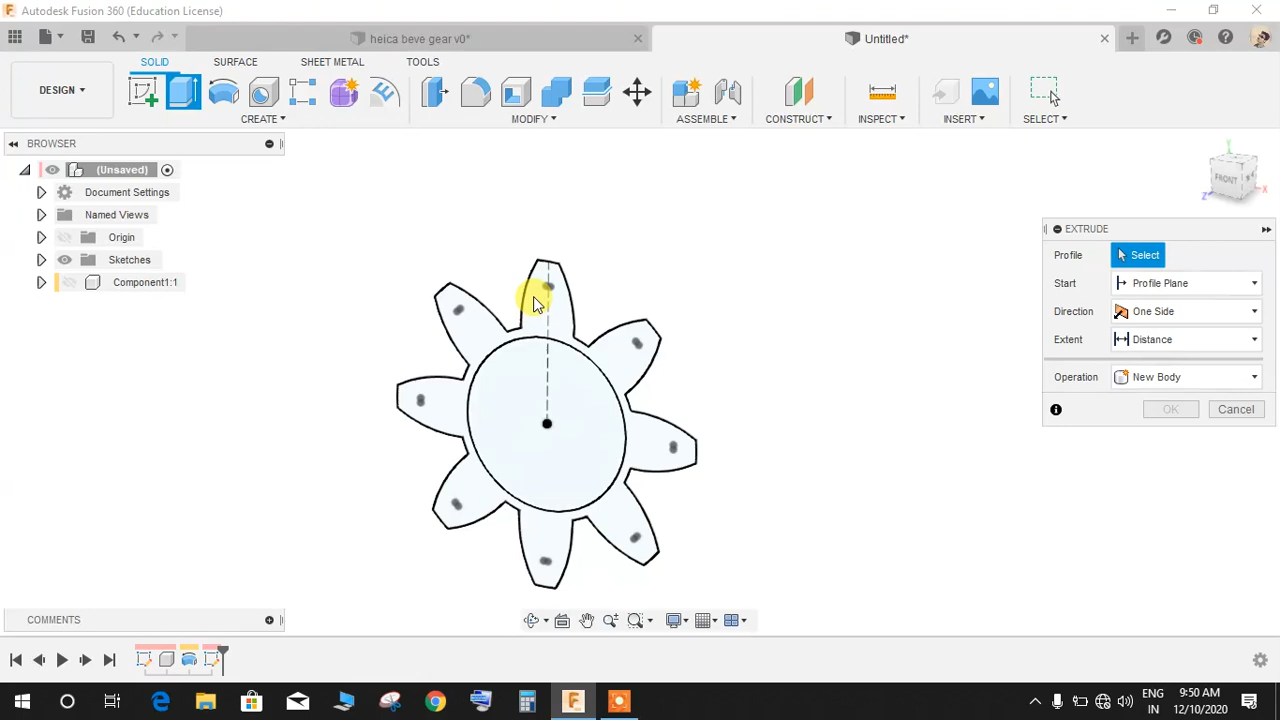 Autodesk Fusion 360 (Education License)
heica beve gear v0*
Untitled*
DESIGN
SOLID
SURFACE
SHEET METAL
TOOLS
CREATE
MODIFY
ASSEMBLE
CONSTRUCT
INSPECT
INSERT
SELECT
BROWSER
(Unsaved)
Document Settings
Named Views
Origin
Sketches
Component1:1
FRONT
Y
X
Z
EXTRUDE
Profile Select
Start Profile Plane
Direction One Side
Extent Distance
Operation New Body
OK Cancel
COMMENTS
ENG
IN
9:50 AM
12/10/2020